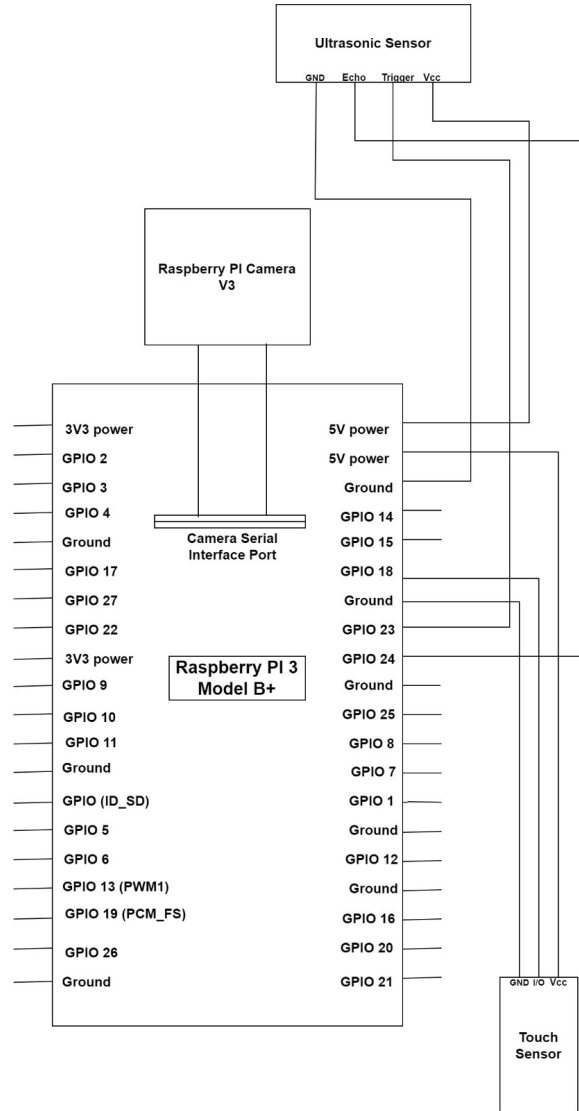 Ultrasonic Sensor
GND Echo Trigger Vcc
Raspberry PI Camera
V3
3V3 power
GPIO 2
GPIO 3
GPIO 4
Ground
GPIO 17
GPIO 27
GPIO 22
3V3 power
GPIO 9
GPIO 10
GPIO 11
Ground
GPIO (ID_SD)
GPIO 5
GPIO 6
GPIO 13 (PWM1)
GPIO 19 (PCM_FS)
GPIO 26
Ground
Camera Serial
Interface Port
Raspberry PI 3
Model B+
5V power
5V power
Ground
GPIO 14
GPIO 15
GPIO 18
Ground
GPIO 23
GPIO 24
Ground
GPIO 25
GPIO 8
GPIO 7
GPIO 1
Ground
GPIO 12
Ground
GPIO 16
GPIO 20
GPIO 21
GND I/O Vcc
Touch
Sensor